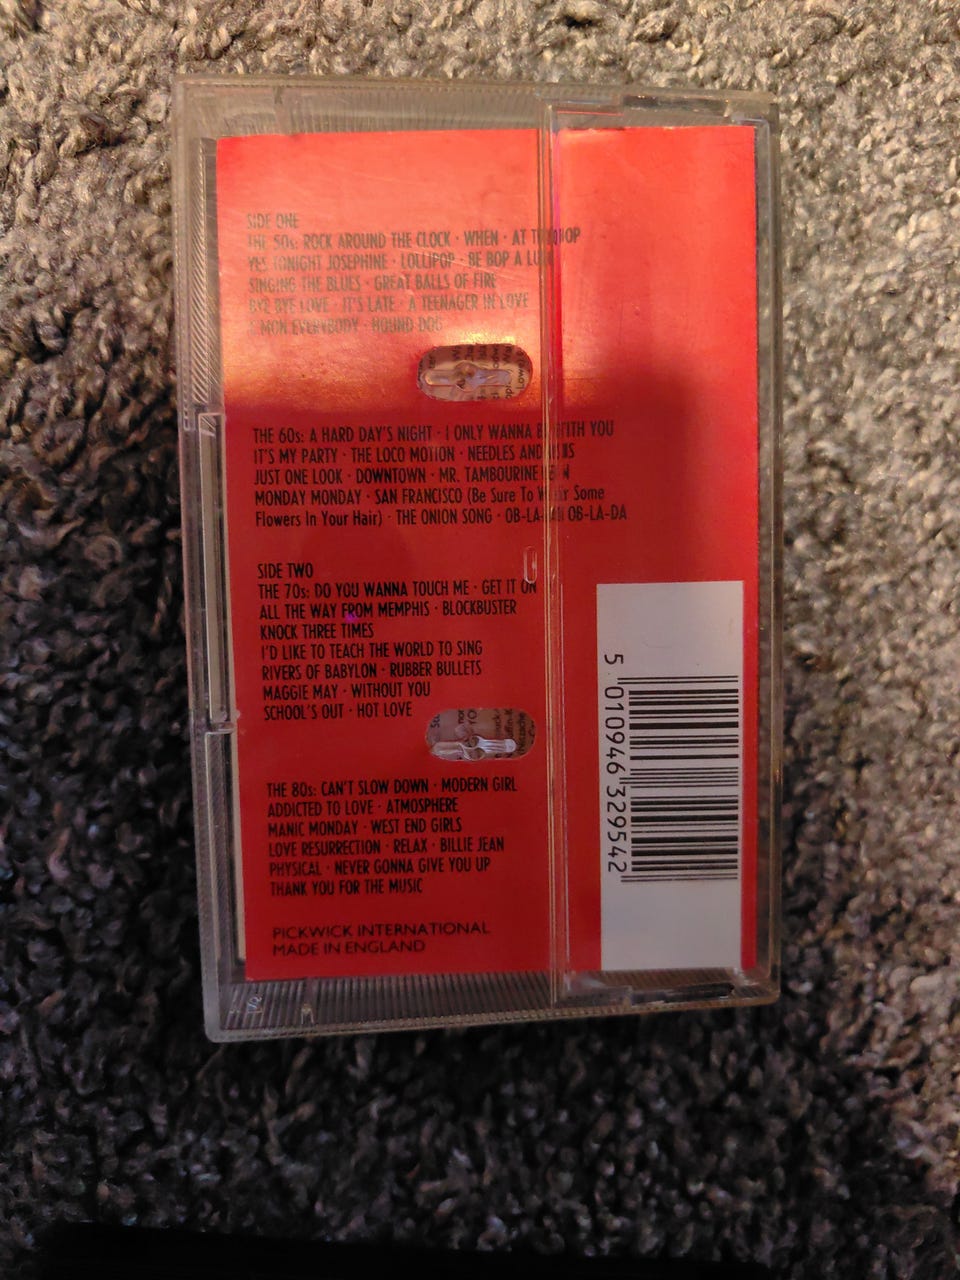 SIDE ONE
THE 50s: ROCK AROUND THE CLOCK · WHEN · AT THE HOP
YES TONIGHT JOSEPHINE · LOLLIPOP · BE BOP A LULA
SINGING THE BLUES · GREAT BALLS OF FIRE
BYE BYE LOVE · IT'S LATE · A TEENAGER IN LOVE
C'MON EVERYBODY · HOUND DOG
THE 60s: A HARD DAY'S NIGHT · I ONLY WANNA BE WITH YOU
IT'S MY PARTY · THE LOCO MOTION · NEEDLES AND PINS
JUST ONE LOOK · DOWNTOWN · MR. TAMBOURINE MAN
MONDAY MONDAY · SAN FRANCISCO (Be Sure To Wear Some
Flowers In Your Hair) · THE ONION SONG · OB-LA-DI OB-LA-DA
SIDE TWO
THE 70s: DO YOU WANNA TOUCH ME · GET IT ON
ALL THE WAY FROM MEMPHIS · BLOCKBUSTER
KNOCK THREE TIMES
I'D LIKE TO TEACH THE WORLD TO SING
RIVERS OF BABYLON · RUBBER BULLETS
MAGGIE MAY · WITHOUT YOU
SCHOOL'S OUT · HOT LOVE
THE 80s: CAN'T SLOW DOWN · MODERN GIRL
ADDICTED TO LOVE · ATMOSPHERE
MANIC MONDAY · WEST END GIRLS
LOVE RESURRECTION · RELAX · BILLIE JEAN
PHYSICAL · NEVER GONNA GIVE YOU UP
THANK YOU FOR THE MUSIC
PICKWICK INTERNATIONAL
MADE IN ENGLAND
5 010946 329542